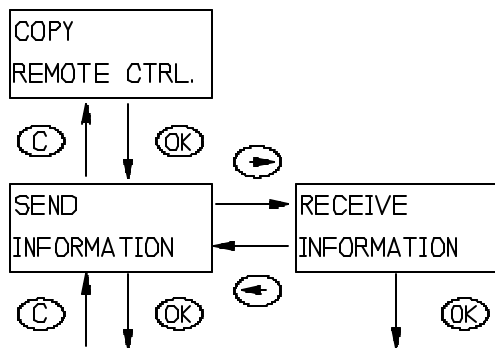 COPY
REMOTE CTRL.
C
OK
SEND
INFORMATION
RECEIVE
INFORMATION
C
OK
OK